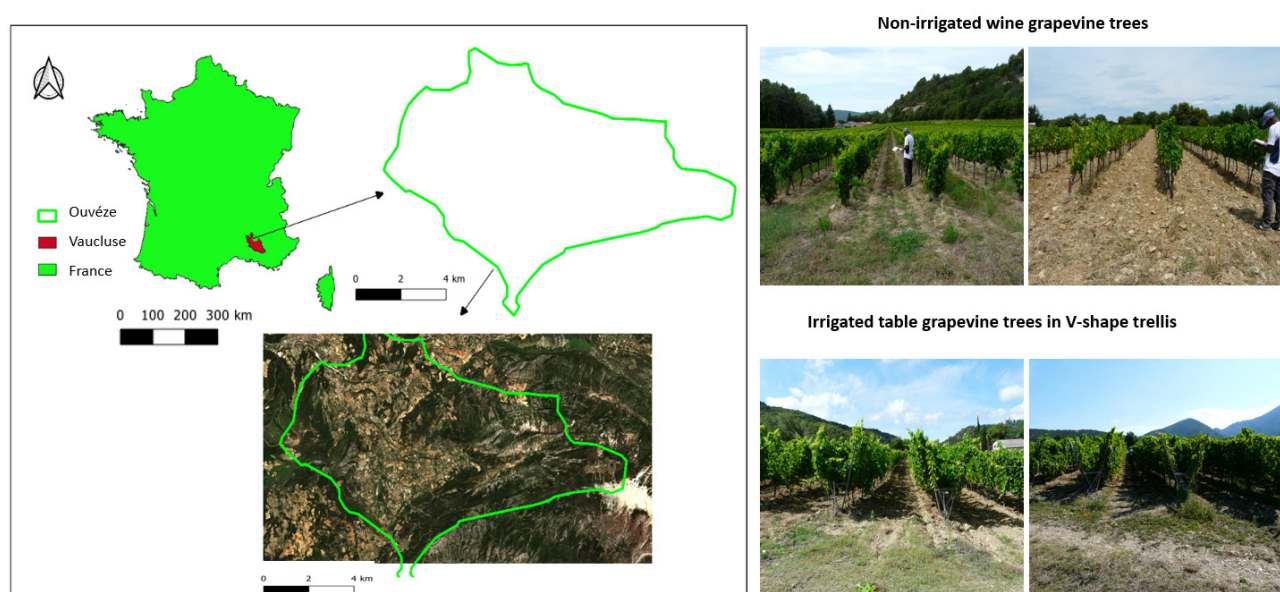 Non-irrigated wine grapevine trees
Ouvéze
Vaucluse
France
0 2 4 km
0 100 200 300 km
Irrigated table grapevine trees in V-shape trellis
0 2 4 km